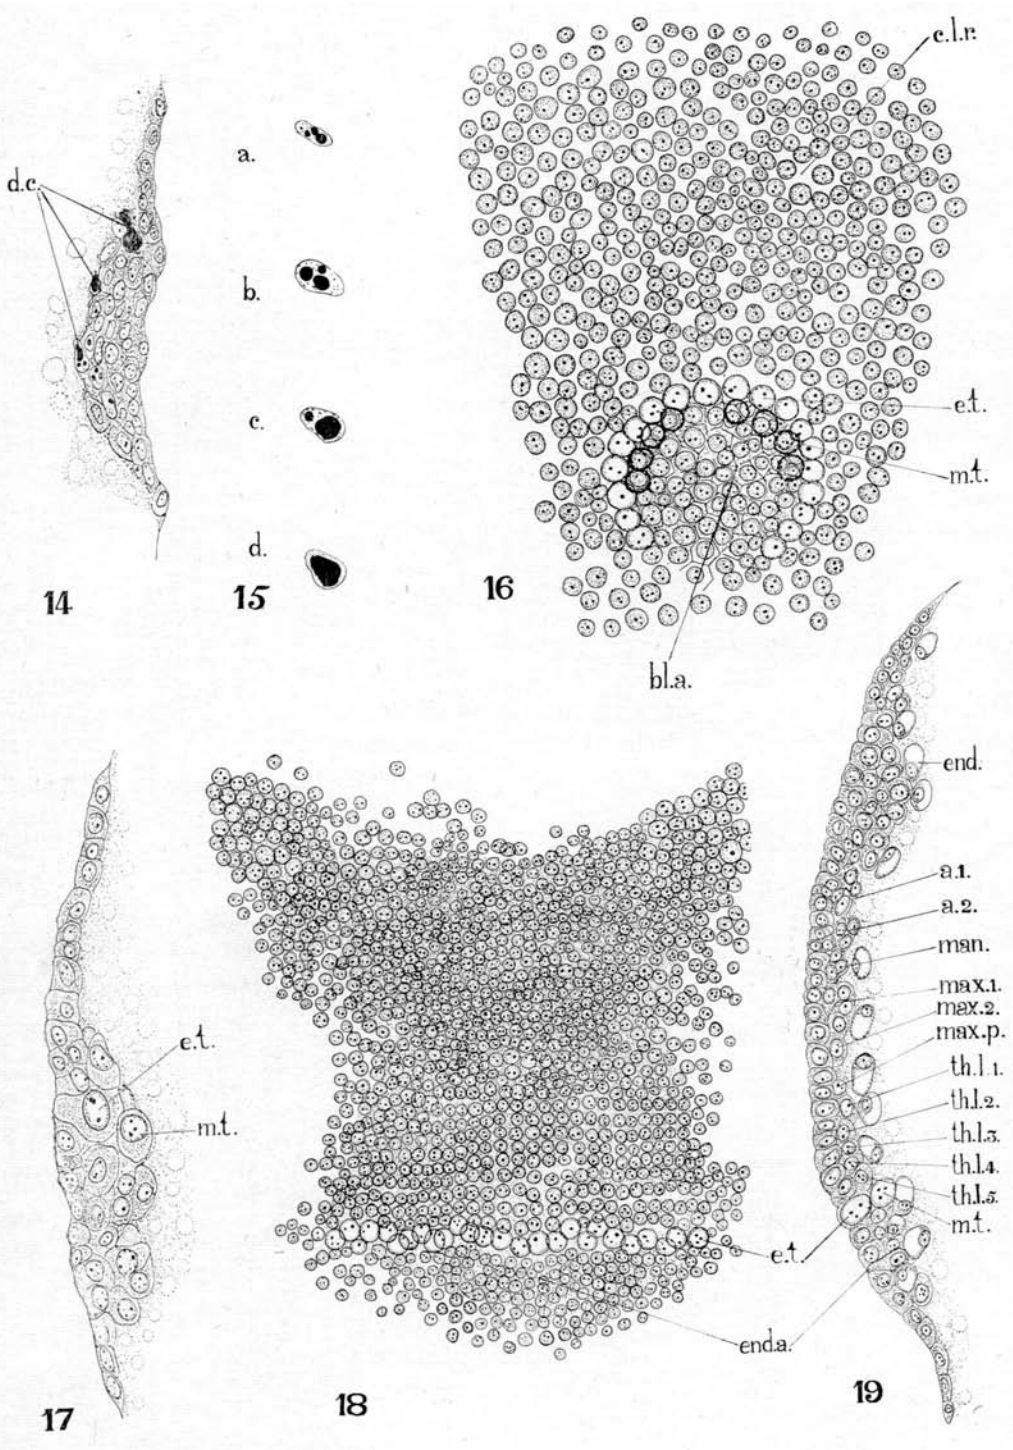 d.c.
14
a.
b.
c.
d.
15
c.l.r.
e.t.
m.t.
bl.a.
16
e.t.
m.t.
17
e.t.
end.a.
18
end.
a.1.
a.2.
man.
max.1.
max.2.
max.p.
th.l.1.
th.l.2.
th.l.3.
th.l.4.
th.l.5.
m.t.
19